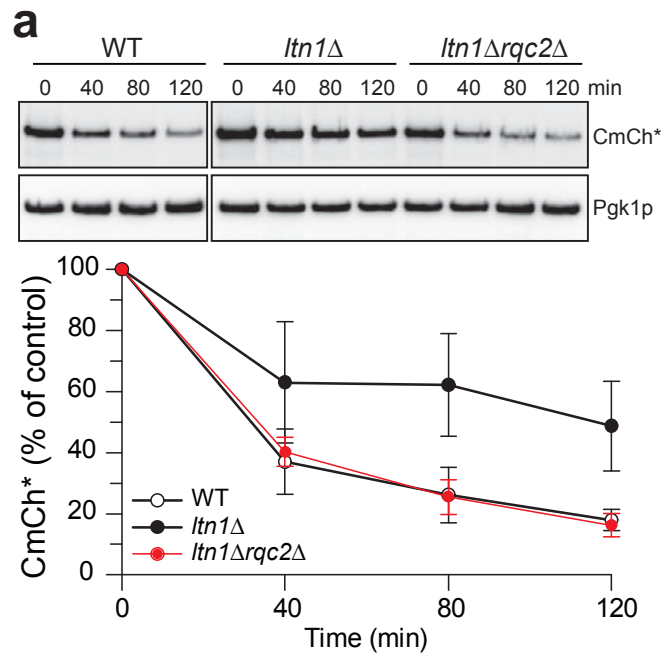 a
WT ltn1Δ ltn1Δrqc2Δ
0 40 80 120 0 40 80 120 0 40 80 120 min
CmCh*
Pgk1p
100
80
60
40
20
0
CmCh* (% of control)
WT
ltn1Δ
ltn1Δrqc2Δ
0 40 80 120
Time (min)